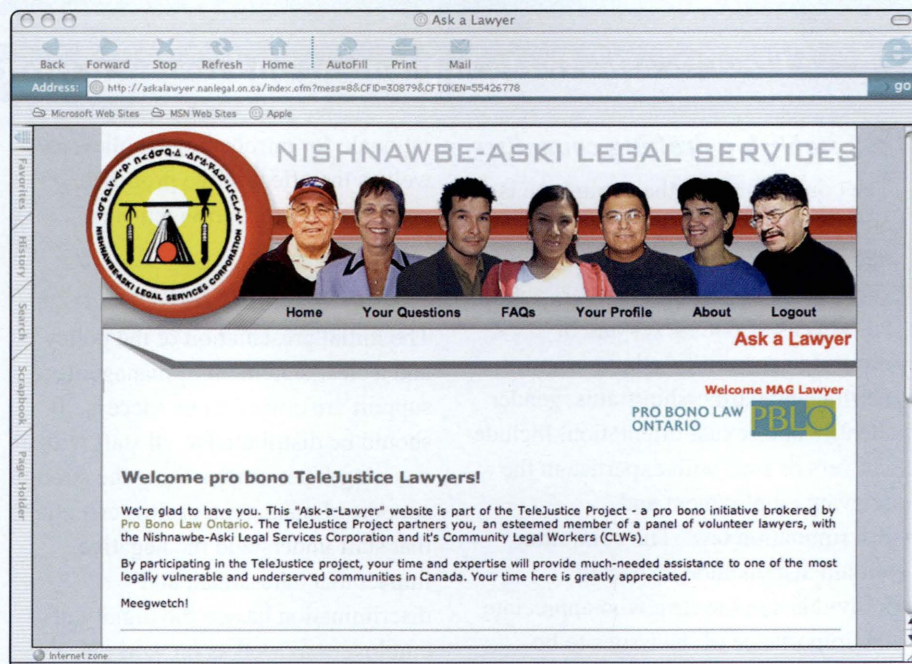 Ask a Lawyer
Back Forward Stop Refresh Home AutoFill Print Mail
Address: http://askalawyer.nanlegal.on.ca/index.cfm?mess=8&CFID=30879&CFTOKEN=55426778 go
Microsoft Web Sites MSN Web Sites Apple
Favorites
History
Search
Scrapbook
Page Holder
NISHNAWBE-ASKI LEGAL SERVICES
NISHNAWBE-ASKI LEGAL SERVICES CORPORATION
Home Your Questions FAQs Your Profile About Logout
Ask a Lawyer
Welcome MAG Lawyer
PRO BONO LAW
ONTARIO
PBLO
Welcome pro bono TeleJustice Lawyers!
We're glad to have you. This "Ask-a-Lawyer" website is part of the TeleJustice Project - a pro bono initiative brokered by
Pro Bono Law Ontario. The TeleJustice Project partners you, an esteemed member of a panel of volunteer lawyers, with
the Nishnawbe-Aski Legal Services Corporation and it's Community Legal Workers (CLWs).
By participating in the TeleJustice project, your time and expertise will provide much-needed assistance to one of the most
legally vulnerable and underserved communities in Canada. Your time here is greatly appreciated.
Meegwetch!
Internet zone